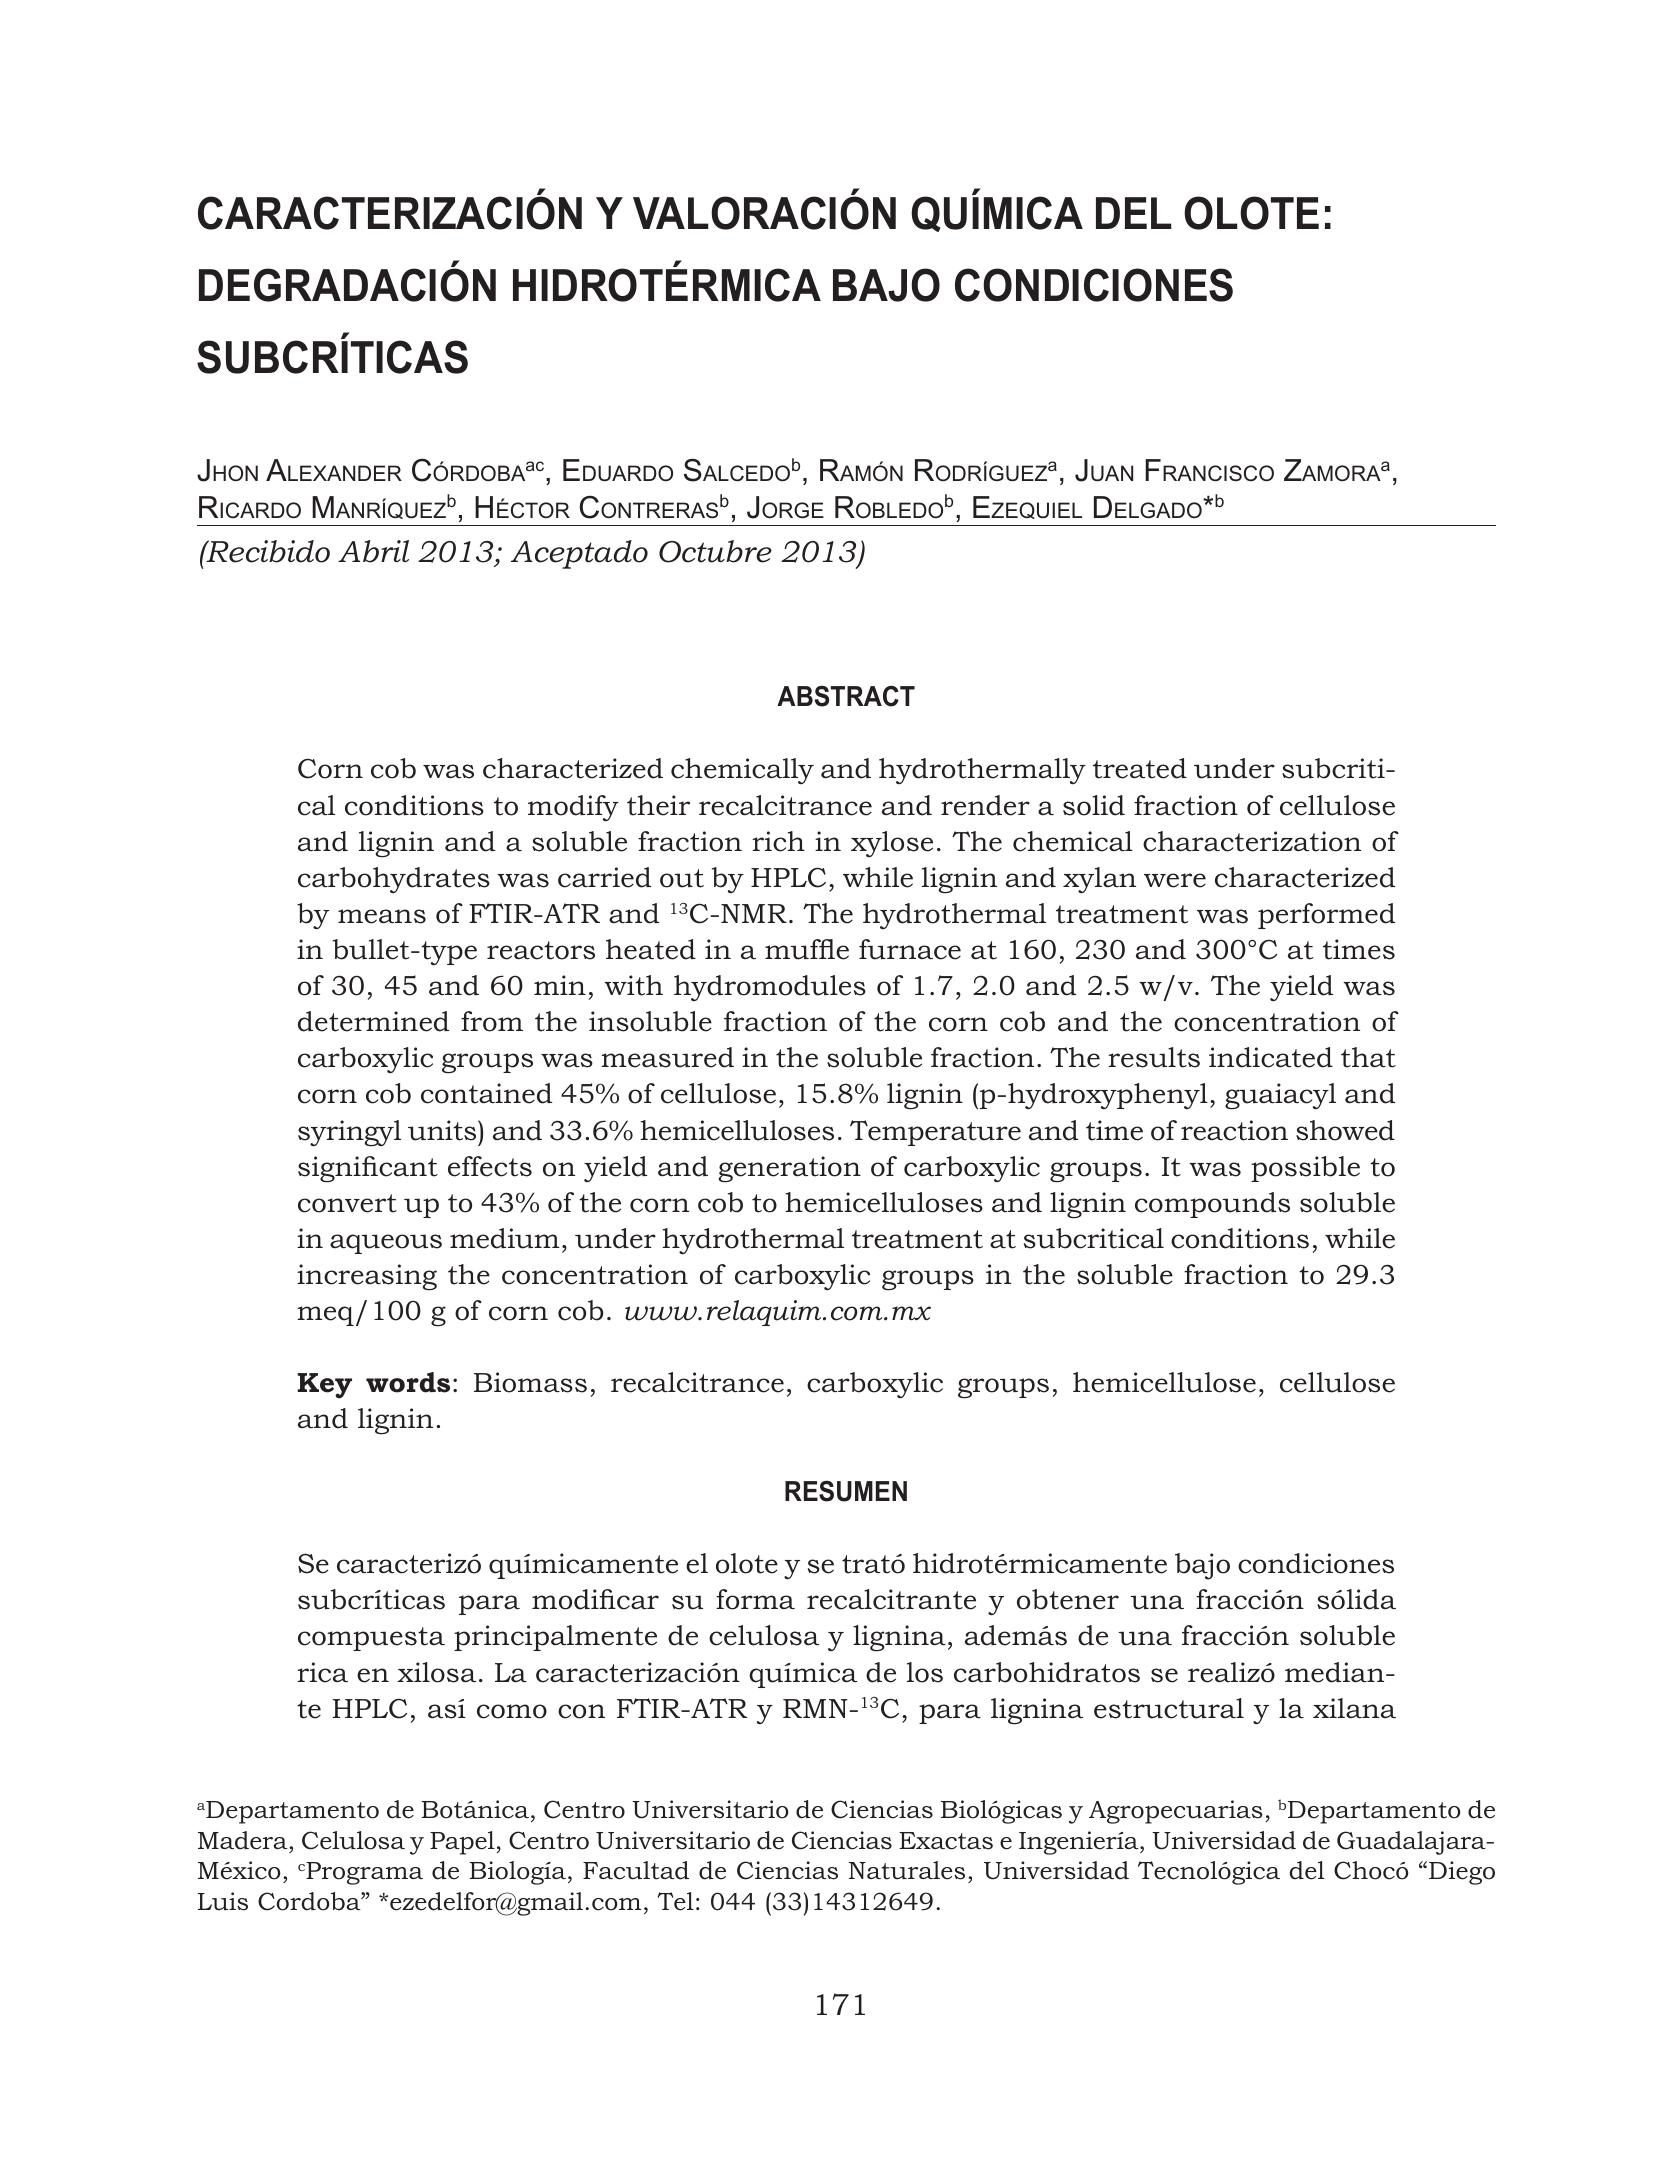 CARACTERIZACIÓN Y VALORACIÓN QUÍMICA DEL OLOTE:
DEGRADACIÓN HIDROTÉRMICA BAJO CONDICIONES
SUBCRÍTICAS
Jhon Alexander Córdobaᵃᶜ, Eduardo Salcedoᵇ, Ramón Rodríguezᵃ, Juan Francisco Zamoraᵃ,
Ricardo Manríquezᵇ, Héctor Contrerasᵇ, Jorge Robledoᵇ, Ezequiel Delgado*ᵇ
(Recibido Abril 2013; Aceptado Octubre 2013)
ABSTRACT
Corn cob was characterized chemically and hydrothermally treated under subcriti-
cal conditions to modify their recalcitrance and render a solid fraction of cellulose
and lignin and a soluble fraction rich in xylose. The chemical characterization of
carbohydrates was carried out by HPLC, while lignin and xylan were characterized
by means of FTIR-ATR and ¹³C-NMR. The hydrothermal treatment was performed
in bullet-type reactors heated in a muffle furnace at 160, 230 and 300°C at times
of 30, 45 and 60 min, with hydromodules of 1.7, 2.0 and 2.5 w/v. The yield was
determined from the insoluble fraction of the corn cob and the concentration of
carboxylic groups was measured in the soluble fraction. The results indicated that
corn cob contained 45% of cellulose, 15.8% lignin (p-hydroxyphenyl, guaiacyl and
syringyl units) and 33.6% hemicelluloses. Temperature and time of reaction showed
significant effects on yield and generation of carboxylic groups. It was possible to
convert up to 43% of the corn cob to hemicelluloses and lignin compounds soluble
in aqueous medium, under hydrothermal treatment at subcritical conditions, while
increasing the concentration of carboxylic groups in the soluble fraction to 29.3
meq/100 g of corn cob. www.relaquim.com.mx
Key words: Biomass, recalcitrance, carboxylic groups, hemicellulose, cellulose
and lignin.
RESUMEN
Se caracterizó químicamente el olote y se trató hidrotérmicamente bajo condiciones
subcríticas para modificar su forma recalcitrante y obtener una fracción sólida
compuesta principalmente de celulosa y lignina, además de una fracción soluble
rica en xilosa. La caracterización química de los carbohidratos se realizó median-
te HPLC, así como con FTIR-ATR y RMN-¹³C, para lignina estructural y la xilana
ᵃDepartamento de Botánica, Centro Universitario de Ciencias Biológicas y Agropecuarias, ᵇDepartamento de
Madera, Celulosa y Papel, Centro Universitario de Ciencias Exactas e Ingeniería, Universidad de Guadalajara-
México, ᶜPrograma de Biología, Facultad de Ciencias Naturales, Universidad Tecnológica del Chocó “Diego
Luis Cordoba” *ezedelfor@gmail.com, Tel: 044 (33)14312649.
171